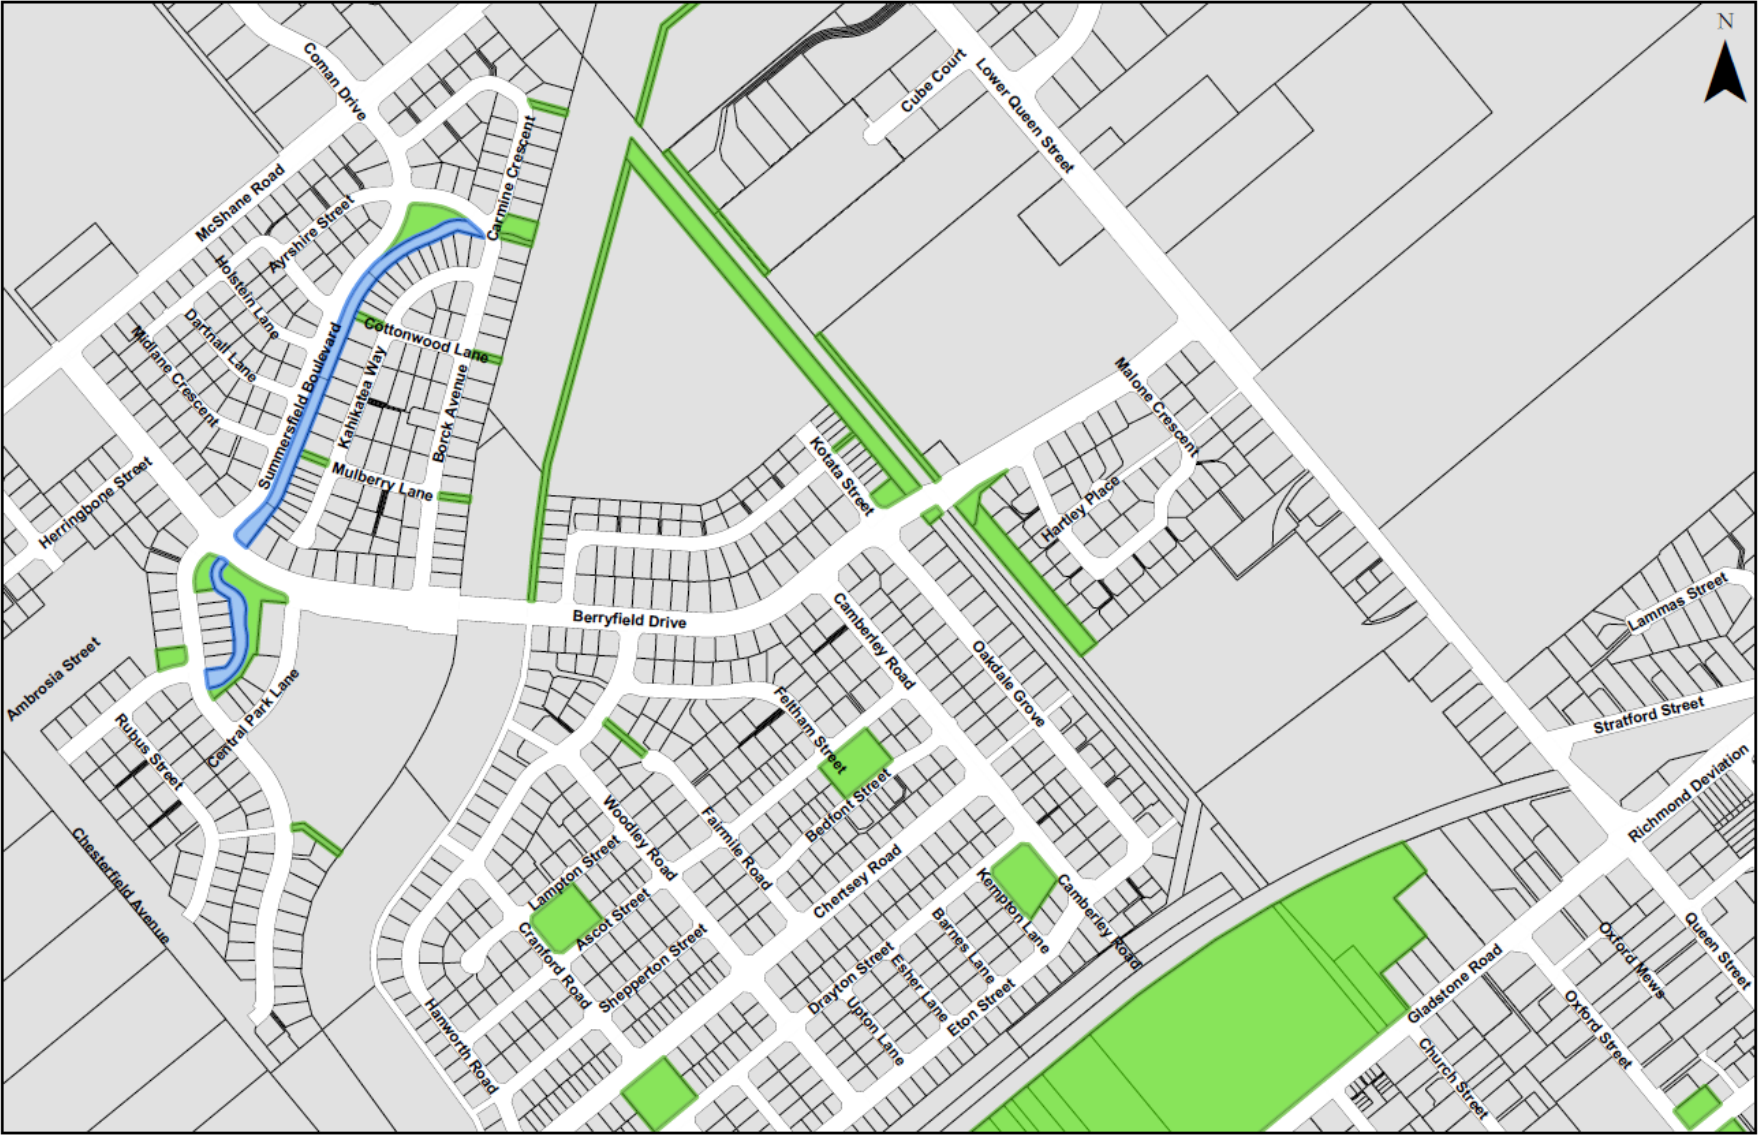 N
Coman Drive
Cube Court
Lower Queen Street
Carmine Crescent
McShane Road
Ayrshire Street
Holstein Lane
Dartnall Lane
Midlane Crescent
Summersfield Boulevard
Cottonwood Lane
Kahikatea Way
Borck Avenue
Mulberry Lane
Herringbone Street
Malone Crescent
Kotata Street
Hartley Place
Berryfield Drive
Lammas Street
Ambrosia Street
Camberley Road
Oakdale Grove
Central Park Lane
Rubus Street
Feltham Street
Stratford Street
Richmond Deviation
Bedfont Street
Woodley Road
Fairmile Road
Chesterfield Avenue
Lampton Street
Chertsey Road
Kempton Lane
Camberley Road
Ascot Street
Cranford Road
Shepperton Street
Barnes Lane
Drayton Street
Esher Lane
Eton Street
Upton Lane
Hanworth Road
Gladstone Road
Oxford Mews
Queen Street
Oxford Street
Church Street